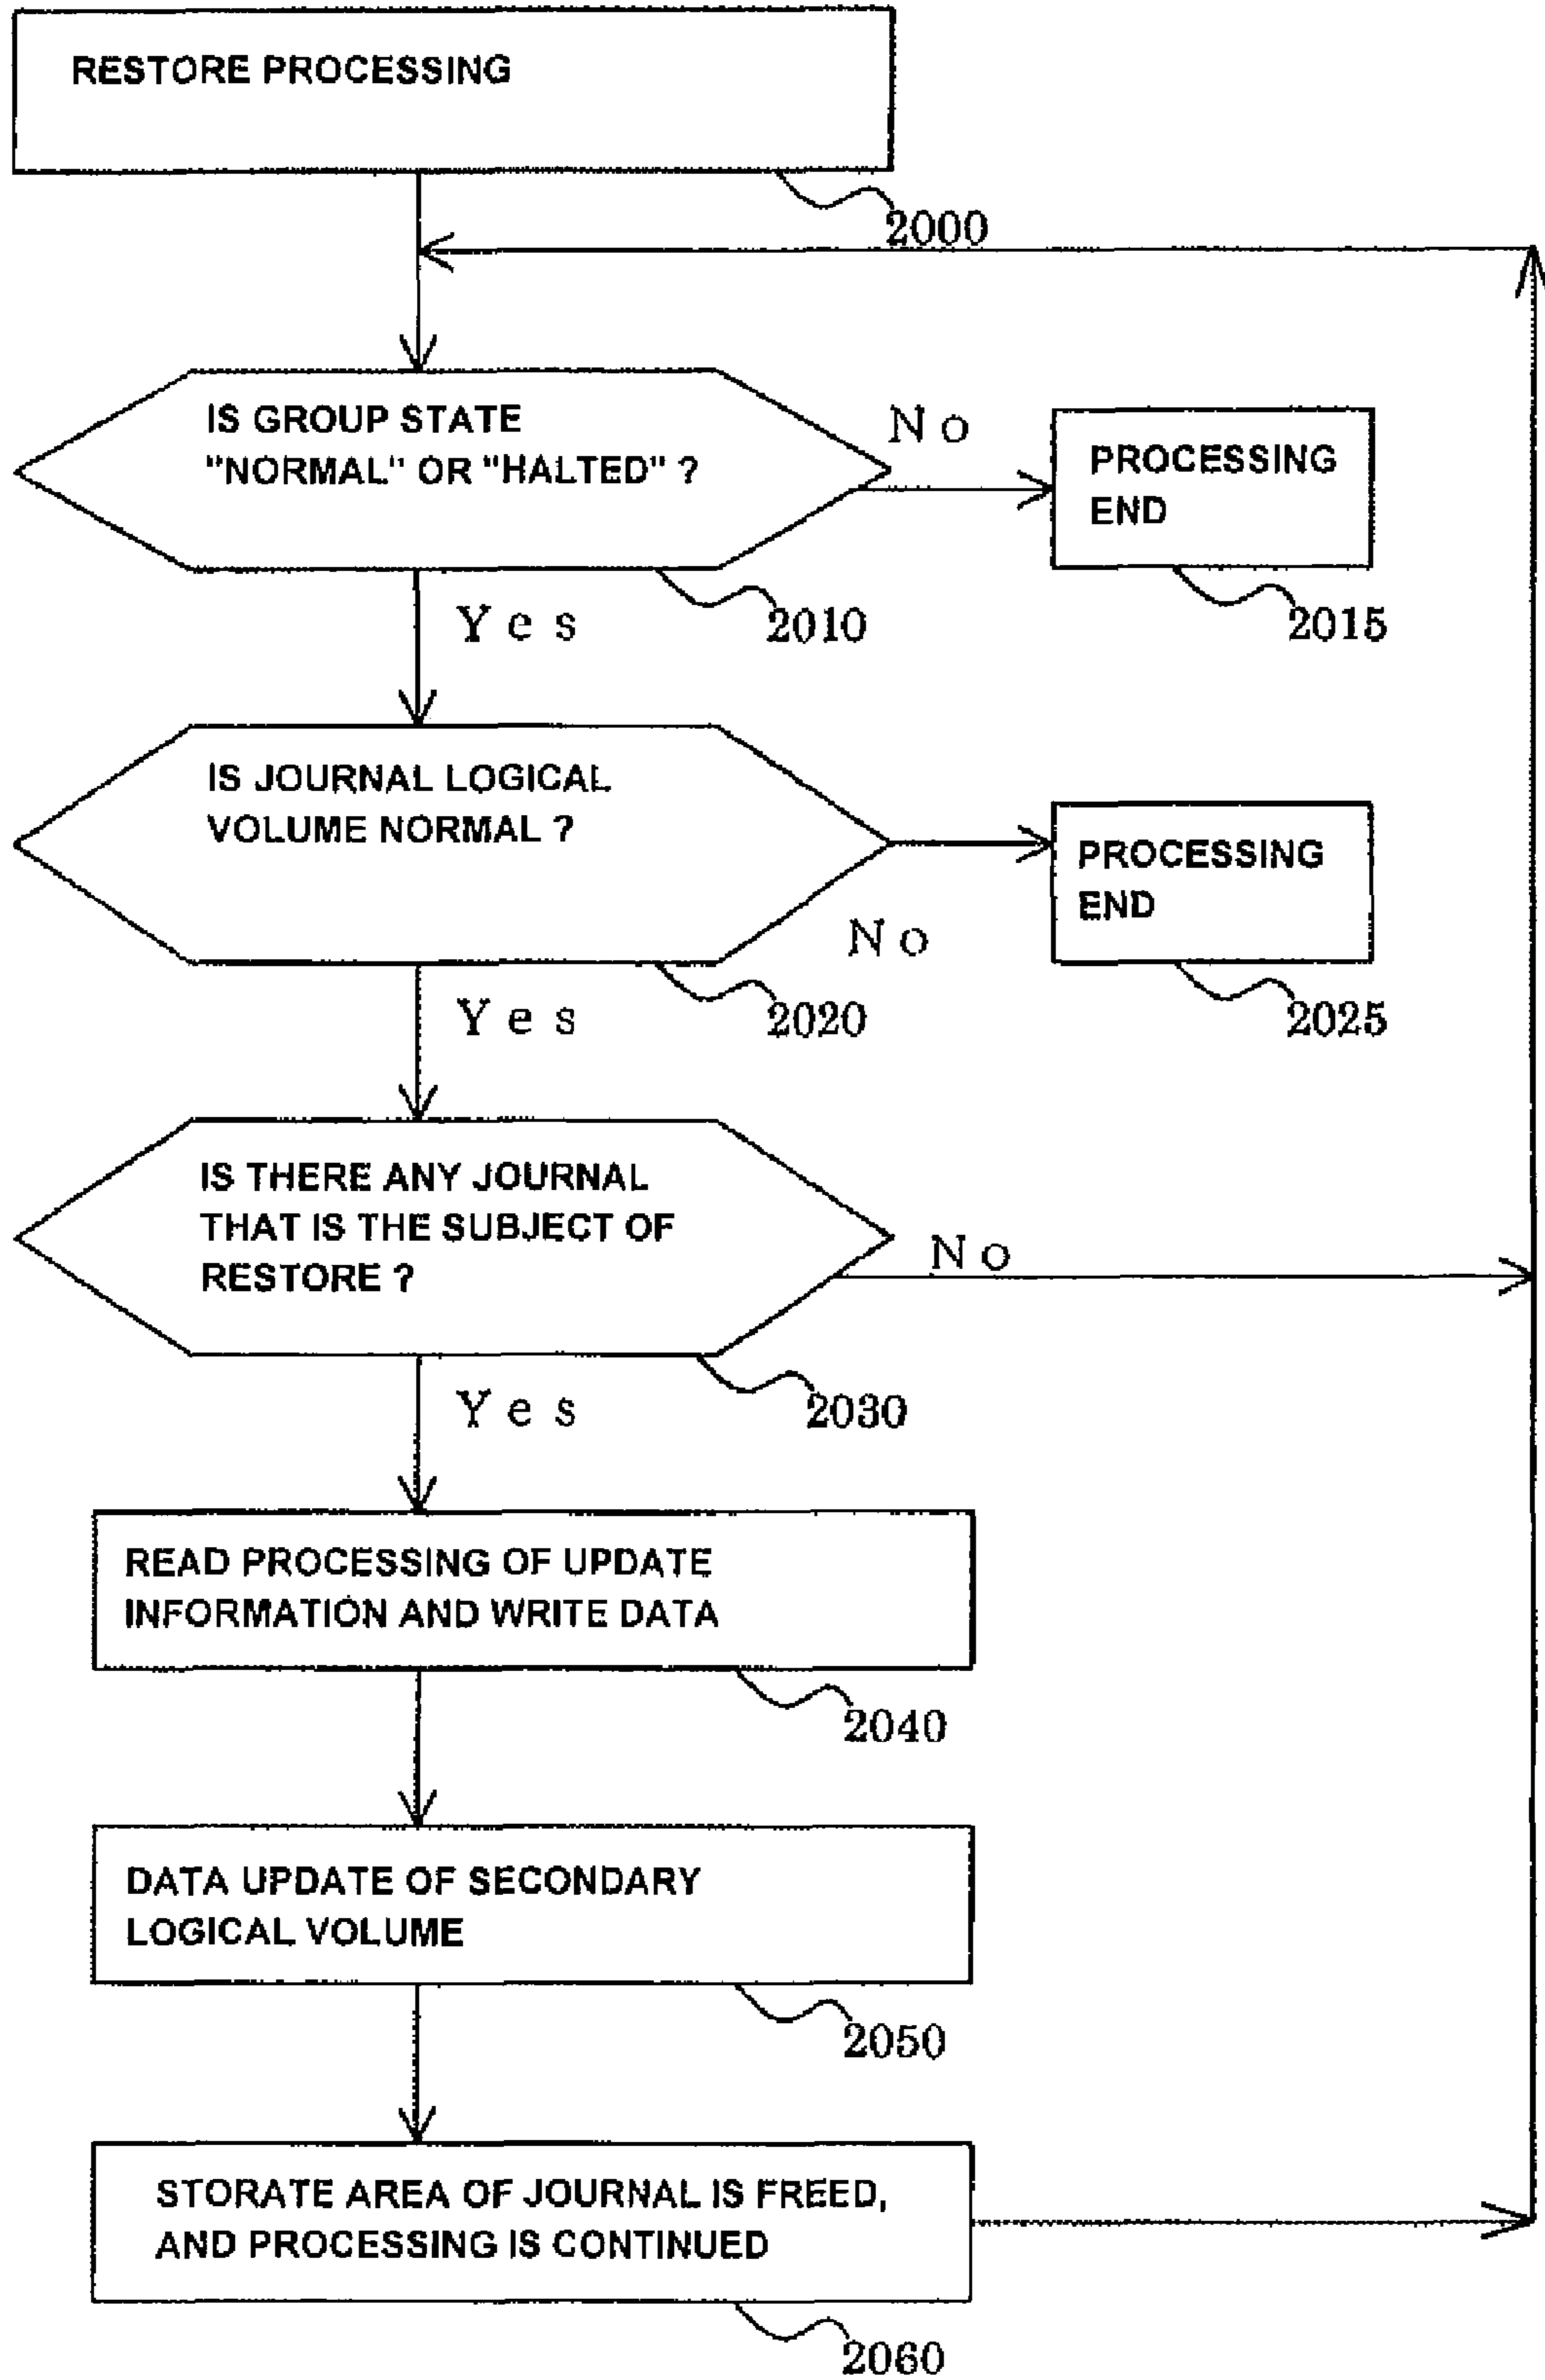 RESTORE PROCESSING
2000
IS GROUP STATE
"NORMAL" OR "HALTED" ?
No
PROCESSING
END
Yes
2010
2015
IS JOURNAL LOGICAL
VOLUME NORMAL ?
PROCESSING
END
No
Yes
2020
2025
IS THERE ANY JOURNAL
THAT IS THE SUBJECT OF
RESTORE ?
No
Yes
2030
READ PROCESSING OF UPDATE
INFORMATION AND WRITE DATA
2040
DATA UPDATE OF SECONDARY
LOGICAL VOLUME
2050
STORATE AREA OF JOURNAL IS FREED,
AND PROCESSING IS CONTINUED
2060